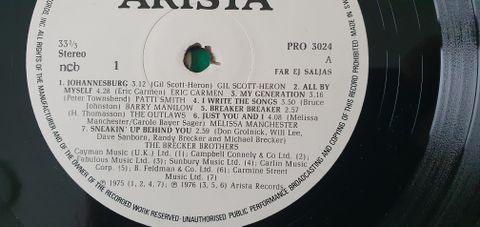 ARISTA
33⅓
Stereo
ncb
1
PRO 3024
A
FÅR EJ SÄLJAS
1. JOHANNESBURG 3.12 (Gil Scott-Heron) GIL SCOTT-HERON 2. ALL BY
MYSELF 4.28 (Eric Carmen) ERIC CARMEN 3. MY GENERATION 3.16
(Peter Townshend) PATTI SMITH 4. I WRITE THE SONGS 3.50 (Bruce
Johnston) BARRY MANILOW 5. BREAKER BREAKER 2.57
(H. Thomasson) THE OUTLAWS 6. JUST YOU AND I 4.08 (Melissa
Manchester/Carole Bayer Sager) MELISSA MANCHESTER
7. SNEAKIN' UP BEHIND YOU 2.59 (Don Grolnick, Will Lee,
Dave Sanborn, Randy Brecker and Michael Brecker)
THE BRECKER BROTHERS
Cayman Music (U.K.) Ltd. (1); Campbell Connely & Co Ltd. (2);
Fabulous Music Ltd. (3); Sunbury Music Ltd. (4); Carlin Music
Corp. (5); B. Feldman & Co Ltd. (6); Carmine Street
Music Ltd. (7)
℗ 1975 (1, 2, 4, 7); ℗ 1976 (3, 5, 6) Arista Records,
RECORDS, INC. ALL RIGHTS OF THE MANUFACTURER AND OF THE OWNER OF THE RECORDED WORK RESERVED·UNAUTHORISED PUBLIC PERFORMANCE BROADCASTING AND COPYING OF THIS RECORD PROHIBITED. MADE IN SW